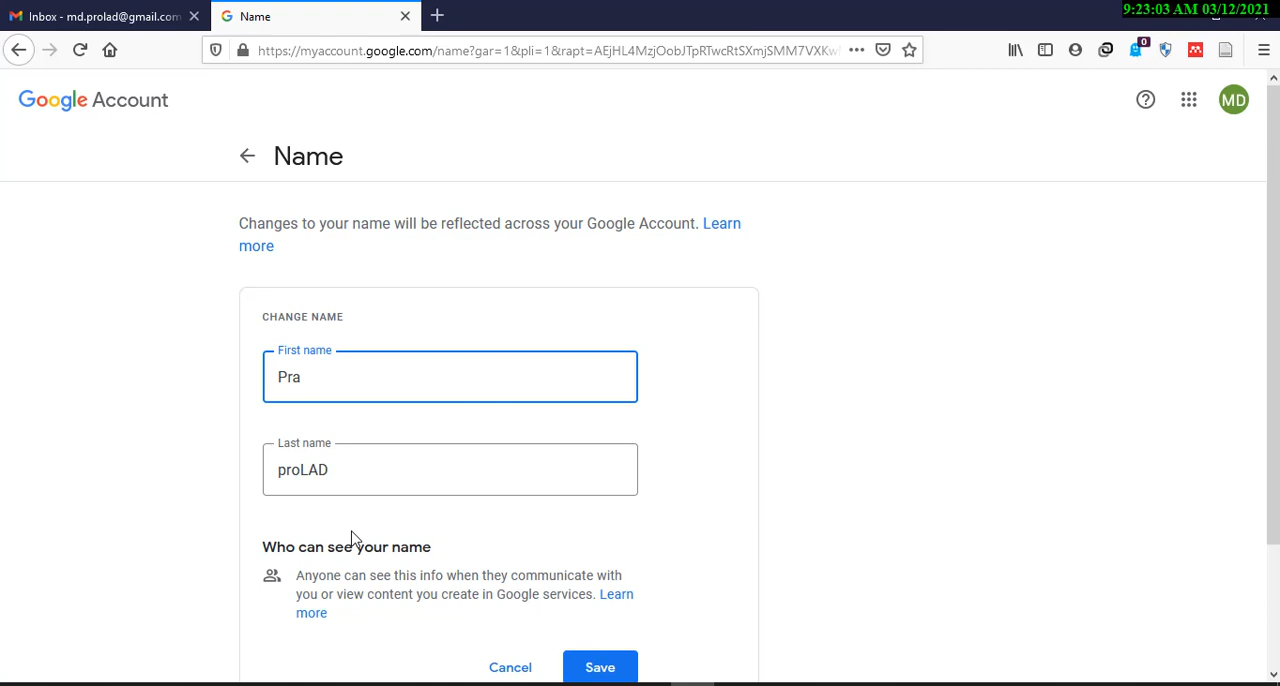 Inbox - md.prolad@gmail.com
Name
9:23:03 AM 03/12/2021
https://myaccount.google.com/name?gar=1&pli=1&rapt=AEjHL4MzjOobJTpRTwcRtSXmjSMM7VXKw
0
Google Account
MD
Name
Changes to your name will be reflected across your Google Account. Learn
more
CHANGE NAME
First name
Pra
Last name
proLAD
Who can see your name
Anyone can see this info when they communicate with
you or view content you create in Google services. Learn
more
Cancel
Save